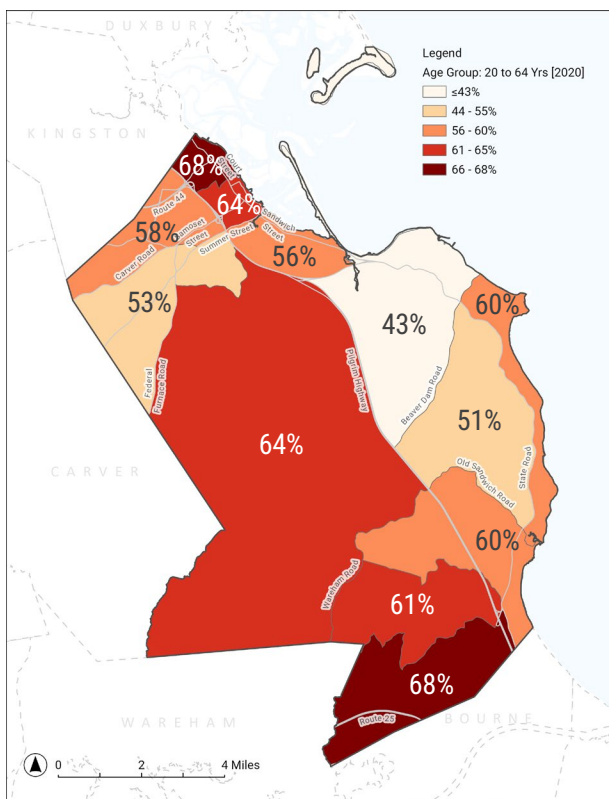 DUXBURY
Legend
Age Group: 20 to 64 Yrs [2020]
≤43%
44 - 55%
56 - 60%
61 - 65%
66 - 68%
KINGSTON
68%
Court
Street
64%
Route 44
Sandwich
Street
58%
Samoset
Street
Summer Street
56%
Carver Road
53%
60%
43%
Federal
Furnace Road
Pilgrim Highway
Beaver Dam Road
51%
64%
CARVER
Old Sandwich Road
State Road
60%
Wareham Road
61%
68%
Route 25
WAREHAM
BOURNE
0 2 4 Miles